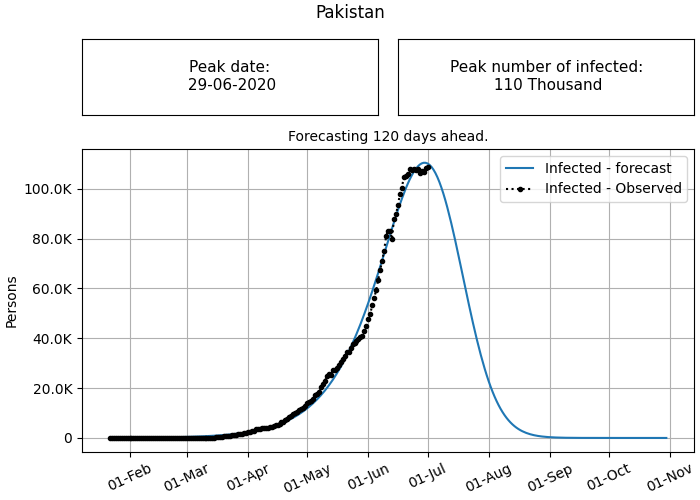 Pakistan
Peak date:
29-06-2020
Peak number of infected:
110 Thousand
Forecasting 120 days ahead.
Infected - forecast
Infected - Observed
100.0K
80.0K
60.0K
40.0K
20.0K
0
Persons
01-Feb
01-Mar
01-Apr
01-May
01-Jun
01-Jul
01-Aug
01-Sep
01-Oct
01-Nov